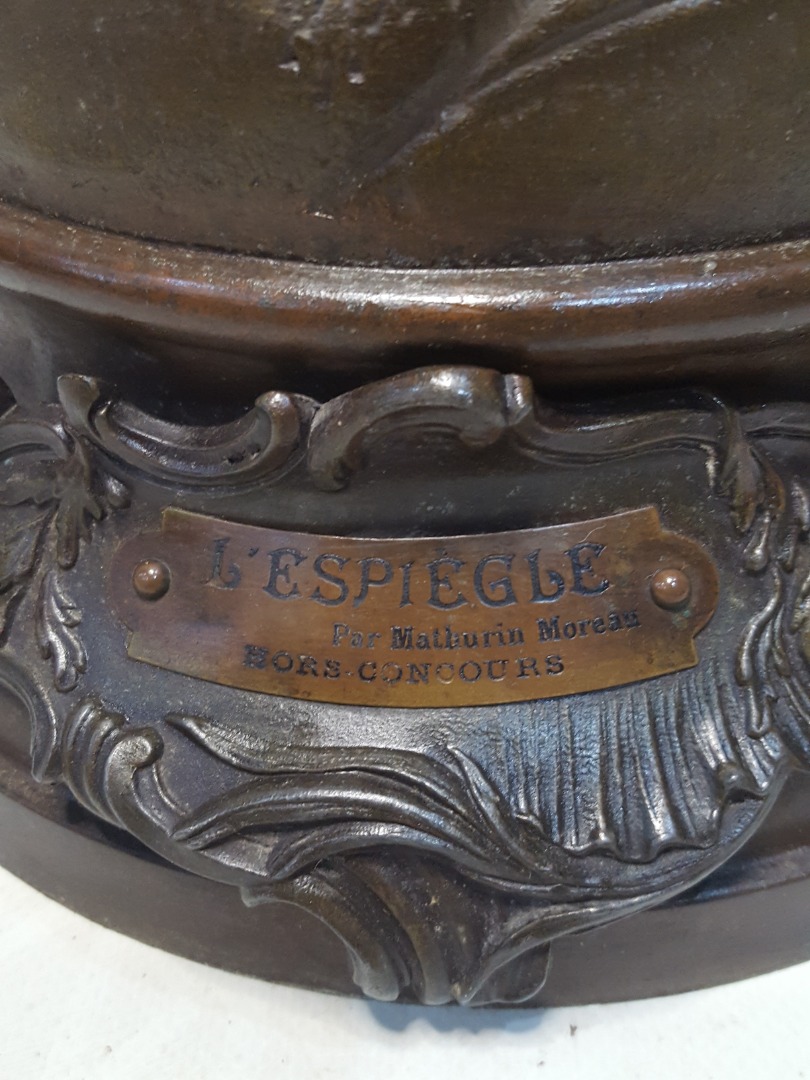 L'ESPIÈGLE
Par Mathurin Moreau
HORS-CONCOURS